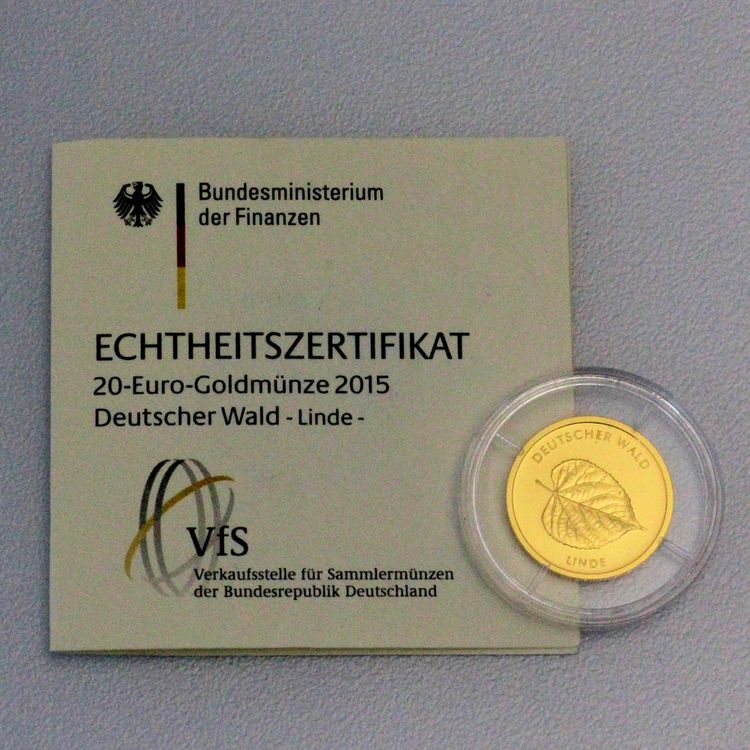 Bundesministerium
der Finanzen
ECHTHEITSZERTIFIKAT
20-Euro-Goldmünze 2015
Deutscher Wald - Linde -
VfS
Verkaufsstelle für Sammlermünzen
der Bundesrepublik Deutschland
DEUTSCHER WALD
LINDE